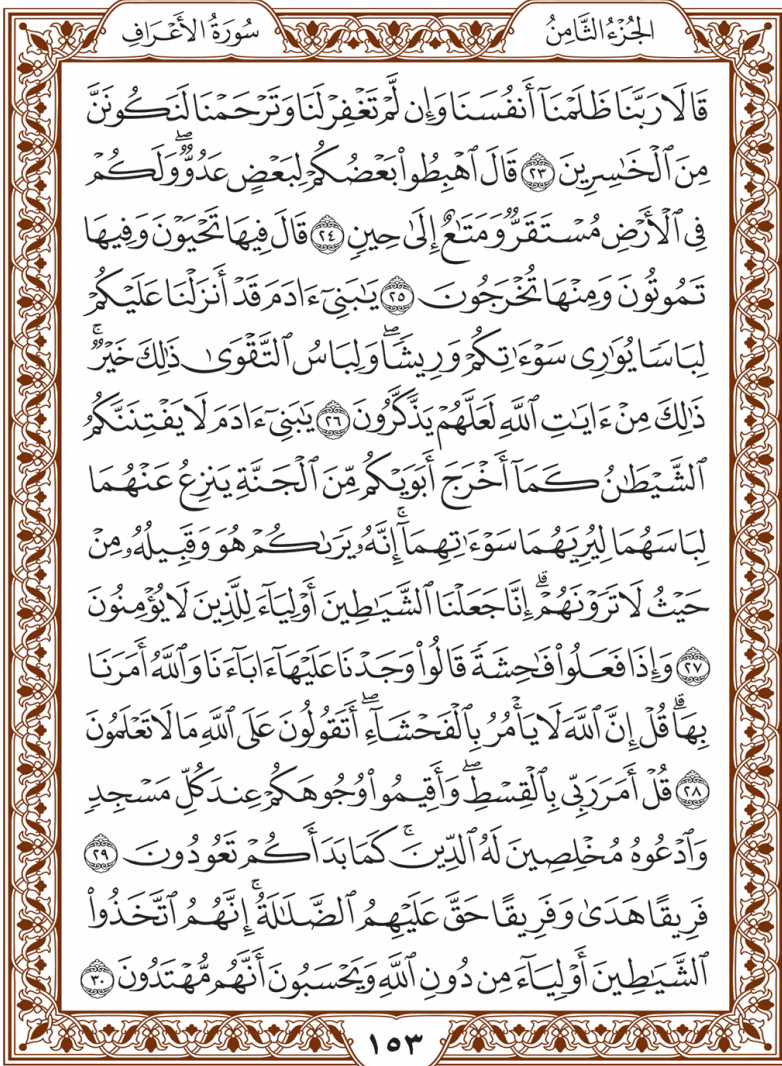 الجُزْءُ الثَّامِنُ
سُورَةُ الأَعْرَافِ
قَالَا رَبَّنَا ظَلَمْنَآ أَنفُسَنَا وَإِن لَّمْ تَغْفِرْ لَنَا وَتَرْحَمْنَا لَنَكُونَنَّ
مِنَ ٱلْخَٰسِرِينَ ٢٣ قَالَ ٱهْبِطُوا۟ بَعْضُكُمْ لِبَعْضٍ عَدُوٌّ ۖ وَلَكُمْ
فِى ٱلْأَرْضِ مُسْتَقَرٌّ وَمَتَٰعٌ إِلَىٰ حِينٍ ٢٤ قَالَ فِيهَا تَحْيَوْنَ وَفِيهَا
تَمُوتُونَ وَمِنْهَا تُخْرَجُونَ ٢٥ يَٰبَنِىٓ ءَادَمَ قَدْ أَنزَلْنَا عَلَيْكُمْ
لِبَاسًا يُوَٰرِى سَوْءَٰتِكُمْ وَرِيشًا ۖ وَلِبَاسُ ٱلتَّقْوَىٰ ذَٰلِكَ خَيْرٌ ۚ
ذَٰلِكَ مِنْ ءَايَٰتِ ٱللَّهِ لَعَلَّهُمْ يَذَّكَّرُونَ ٢٦ يَٰبَنِىٓ ءَادَمَ لَا يَفْتِنَنَّكُمُ
ٱلشَّيْطَٰنُ كَمَآ أَخْرَجَ أَبَوَيْكُم مِّنَ ٱلْجَنَّةِ يَنزِعُ عَنْهُمَا
لِبَاسَهُمَا لِيُرِيَهُمَا سَوْءَٰتِهِمَآ ۚ إِنَّهُۥ يَرَىٰكُمْ هُوَ وَقَبِيلُهُۥ مِنْ
حَيْثُ لَا تَرَوْنَهُمْ ۗ إِنَّا جَعَلْنَا ٱلشَّيَٰطِينَ أَوْلِيَآءَ لِلَّذِينَ لَا يُؤْمِنُونَ
٢٧ وَإِذَا فَعَلُوا۟ فَٰحِشَةً قَالُوا۟ وَجَدْنَا عَلَيْهَآ ءَابَآءَنَا وَٱللَّهُ أَمَرَنَا
بِهَا ۗ قُلْ إِنَّ ٱللَّهَ لَا يَأْمُرُ بِٱلْفَحْشَآءِ ۖ أَتَقُولُونَ عَلَى ٱللَّهِ مَا لَا تَعْلَمُونَ
٢٨ قُلْ أَمَرَ رَبِّى بِٱلْقِسْطِ ۖ وَأَقِيمُوا۟ وُجُوهَكُمْ عِندَ كُلِّ مَسْجِدٍ
وَٱدْعُوهُ مُخْلِصِينَ لَهُ ٱلدِّينَ ۚ كَمَا بَدَأَكُمْ تَعُودُونَ ٢٩
فَرِيقًا هَدَىٰ وَفَرِيقًا حَقَّ عَلَيْهِمُ ٱلضَّلَٰلَةُ ۗ إِنَّهُمُ ٱتَّخَذُوا۟
ٱلشَّيَٰطِينَ أَوْلِيَآءَ مِن دُونِ ٱللَّهِ وَيَحْسَبُونَ أَنَّهُم مُّهْتَدُونَ ٣٠
١٥٣